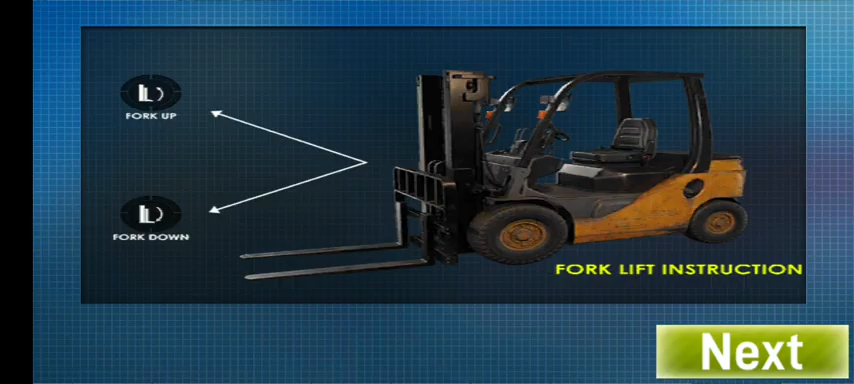 FORK UP
FORK DOWN
FORK LIFT INSTRUCTION
Next